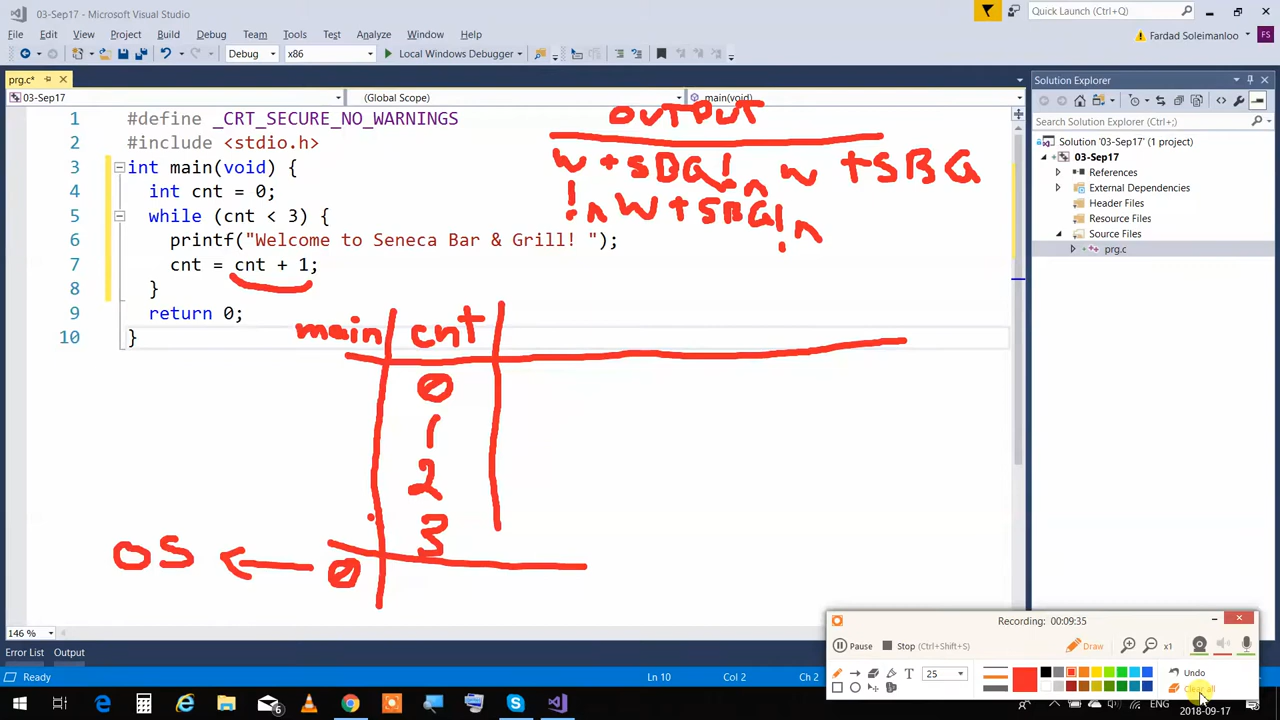 03-Sep17 - Microsoft Visual Studio
Quick Launch (Ctrl+Q)
File Edit View Project Build Debug Team Tools Test Analyze Window Help
Fardad Soleimanloo FS
Debug x86 Local Windows Debugger
prg.c*
03-Sep17 (Global Scope) main(void)
1 #define _CRT_SECURE_NO_WARNINGS
2 #include <stdio.h>
3 int main(void) {
4 int cnt = 0;
5 while (cnt < 3) {
6 printf("Welcome to Seneca Bar & Grill! ");
7 cnt = cnt + 1;
8 }
9 return 0;
10 }
OUTPUT
W t S B G ! n W t S B G
! n W t S B G ! n
main cnt
0
1
2
3
OS ← 0
Solution Explorer
Search Solution Explorer (Ctrl+;)
Solution '03-Sep17' (1 project)
03-Sep17
References
External Dependencies
Header Files
Resource Files
Source Files
prg.c
146 %
Error List Output
Ready Ln 10 Col 2 Ch 2
Recording: 00:09:35
Pause Stop (Ctrl+Shift+S) Draw x1
T 25 Undo
Clear all
ENG
2018-09-17